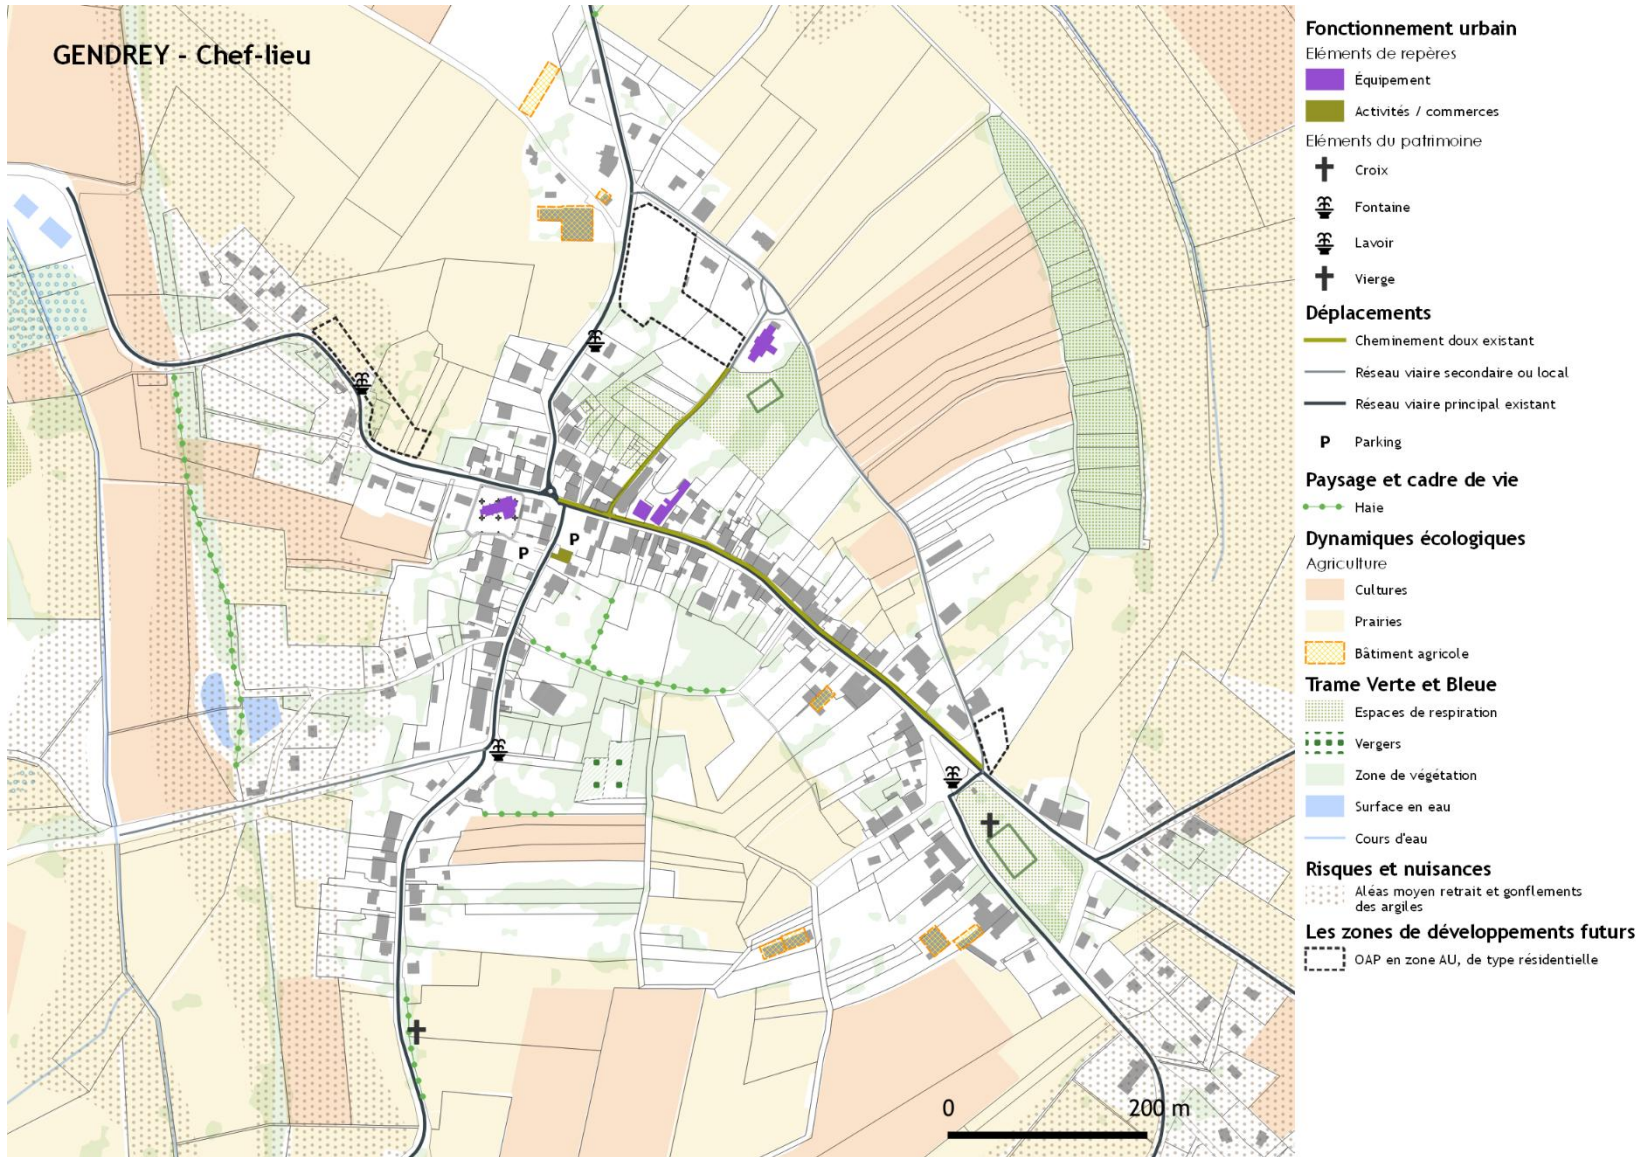 GENDREY - Chef-lieu
P
P
0
200 m
Fonctionnement urbain
Eléments de repères
Équipement
Activités / commerces
Eléments du patrimoine
Croix
Fontaine
Lavoir
Vierge
Déplacements
Cheminement doux existant
Réseau viaire secondaire ou local
Réseau viaire principal existant
P Parking
Paysage et cadre de vie
Haie
Dynamiques écologiques
Agriculture
Cultures
Prairies
Bâtiment agricole
Trame Verte et Bleue
Espaces de respiration
Vergers
Zone de végétation
Surface en eau
Cours d'eau
Risques et nuisances
Aléas moyen retrait et gonflements
des argiles
Les zones de développements futurs
OAP en zone AU, de type résidentielle